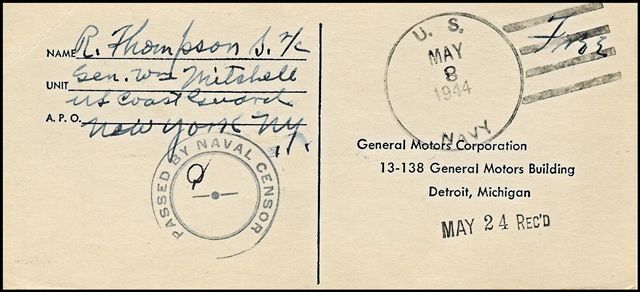 NAME R. Thompson S. 1/c
UNIT Gen. Wm Mitchell
US Coast Guard
A. P. O. New York N.Y.
PASSED BY NAVAL CENSOR
U. S.
MAY
8
1944
NAVY
Free
General Motors Corporation
13-138 General Motors Building
Detroit, Michigan
MAY 24 REC'D